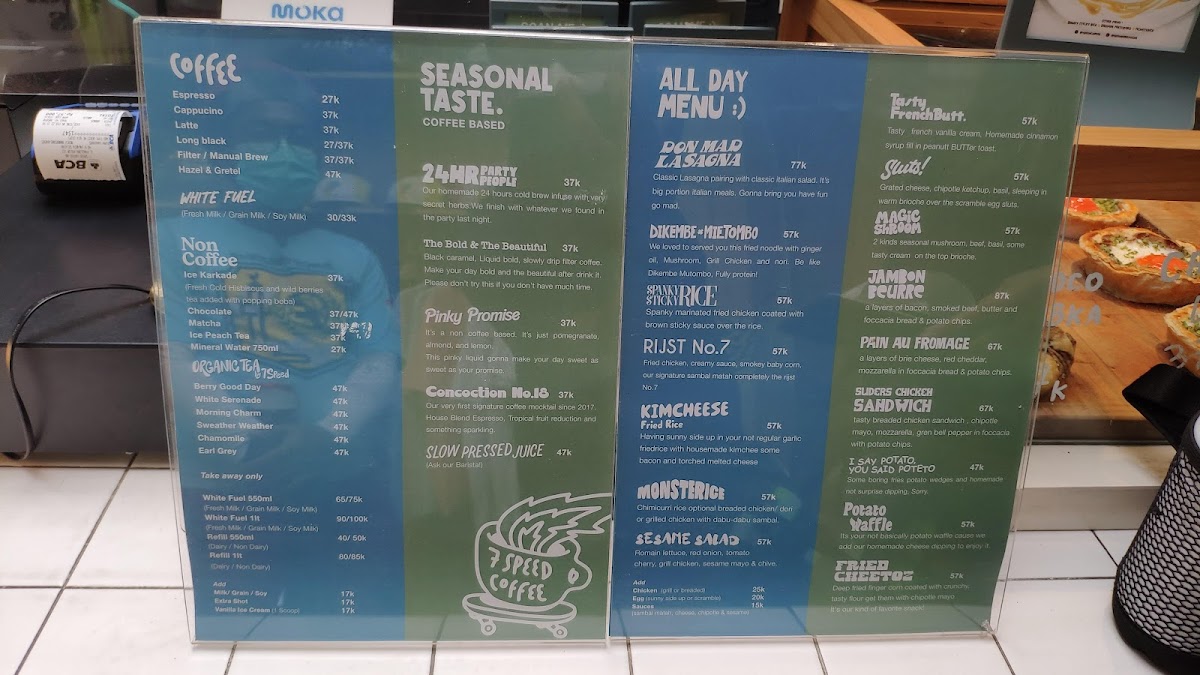 MOKA
BCA
COFFEE
Espresso 27k
Cappucino 37k
Latte 37k
Long black 27/37k
Filter / Manual Brew 37/37k
Hazel & Gretel 47k
WHITE FUEL
(Fresh Milk / Grain Milk / Soy Milk) 30/33k
Non
Coffee
Ice Karkade 37k
(Fresh Cold Hisbiscus and wild berries
tea added with popping boba)
Chocolate 37/47k
Matcha
Ice Peach Tea 37k
Mineral Water 750ml 27k
ORGANIC TEA
@7Speed
Berry Good Day 47k
White Serenade 47k
Morning Charm 47k
Sweather Weather 47k
Chamomile 47k
Earl Grey 47k
Take away only
White Fuel 550ml 65/75k
(Fresh Milk / Grain Milk / Soy Milk)
White Fuel 1lt 90/100k
(Fresh Milk / Grain Milk / Soy Milk)
Refill 550ml 40/ 50k
(Dairy / Non Dairy)
Refill 1lt 80/85k
(Dairy / Non Dairy)
Add
Milk/ Grain / Soy 17k
Extra Shot 17k
Vanilla Ice Cream (1 Scoop) 17k
SEASONAL
TASTE.
COFFEE BASED
24HR PARTY PEOPLE 37k
Our homemade 24 hours cold brew infuse with very
secret herbs.We finish with whatever we found in
the party last night.
The Bold & The Beautiful 37k
Black caramel, Liquid bold, slowly drip filter coffee.
Make your day bold and the beautiful after drink it.
Please don't try this if you don't have much time.
Pinky Promise 37k
It's a non coffee based. It's just pomegranate,
almond, and lemon.
This pinky liquid gonna make your day sweet as
sweet as your promise.
Concoction No.18 37k
Our very first signature coffee mocktail since 2017.
House Blend Espresso, Tropical fruit reduction and
something sparkling.
SLOW PRESSED JUICE 47k
(Ask our Barista!)
7 SPEED
COFFEE
ALL DAY
MENU :)
DON MAD
LASAGNA 77k
Classic Lasagna pairing with classic italian salad. It's
big portion italian meals. Gonna bring you have fun
go mad.
DIKEMBE-MIETOMBO 57k
We loved to served you this fried noodle with ginger
oil, Mushroom, Grill Chicken and nori. Be like
Dikembe Mutombo, Fully protein!
SPANKY STICKY RICE 57k
Spanky marinated fried chicken coated with
brown sticky sauce over the rice.
RIJST No.7 57k
Fried chicken, creamy sauce, smokey baby corn,
our signature sambal matah completely the rijst
No.7
KIMCHEESE
Fried Rice 57k
Having sunny side up in your not regular garlic
friedrice with housemade kimchee some
bacon and torched melted cheese
MONSTERICE 57k
Chimicurri rice optional breaded chicken/ dori
or grilled chicken with dabu-dabu sambal.
SESAME SALAD 57k
Romain lettuce, red onion, tomato
cherry, grill chicken, sesame mayo & chive.
Add
Chicken (grill or breaded) 25k
Egg (sunny side up or scramble) 20k
Sauces 15k
(sambal matah, cheese, chipotle & sesame)
Tasty
FrenchButt. 57k
Tasty french vanilla cream, Homemade cinnamon
syrup fill in peanutt BUTTer toast.
Sluts! 57k
Grated cheese, chipotle ketchup, basil, sleeping in
warm brioche over the scramble egg sluts.
MAGIC
SHROOM 57k
2 kinds seasonal mushroom, beef, basil, some
tasty cream on the top brioche.
JAMBON
BEURRE 87k
a layers of bacon, smoked beef, butter and
foccacia bread & potato chips.
PAIN AU FROMAGE 67k
a layers of brie cheese, red cheddar,
mozzarella in foccacia bread & potato chips.
SLIDERS CHICKEN
SANDWICH 67k
tasty breaded chicken sandwich , chipotle
mayo, mozzarella, gren bell pepper in foccacia
with potato chips.
I SAY POTATO,
YOU SAID POTETO 47k
Some boring fries potato wedges and homemade
not surprise dipping, Sorry.
Potato
Waffle 57k
Its your not basically potato waffle cause we
add our homemade cheese dipping to enjoy it.
FRIED
CHEETOZ 57k
Deep fried finger dori coated with crunchy,
tasty flour get them with chipotle mayo.
It's our kind of favorite snack!